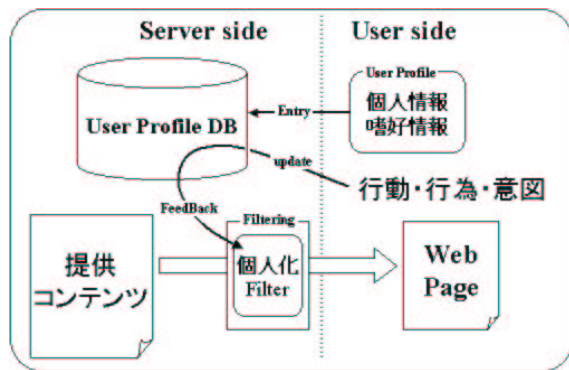 Server side
User side
User Profile
個人情報
嗜好情報
Entry
User Profile DB
update
行動・行為・意図
FeedBack
Filtering
提供
コンテンツ
個人化
Filter
Web
Page